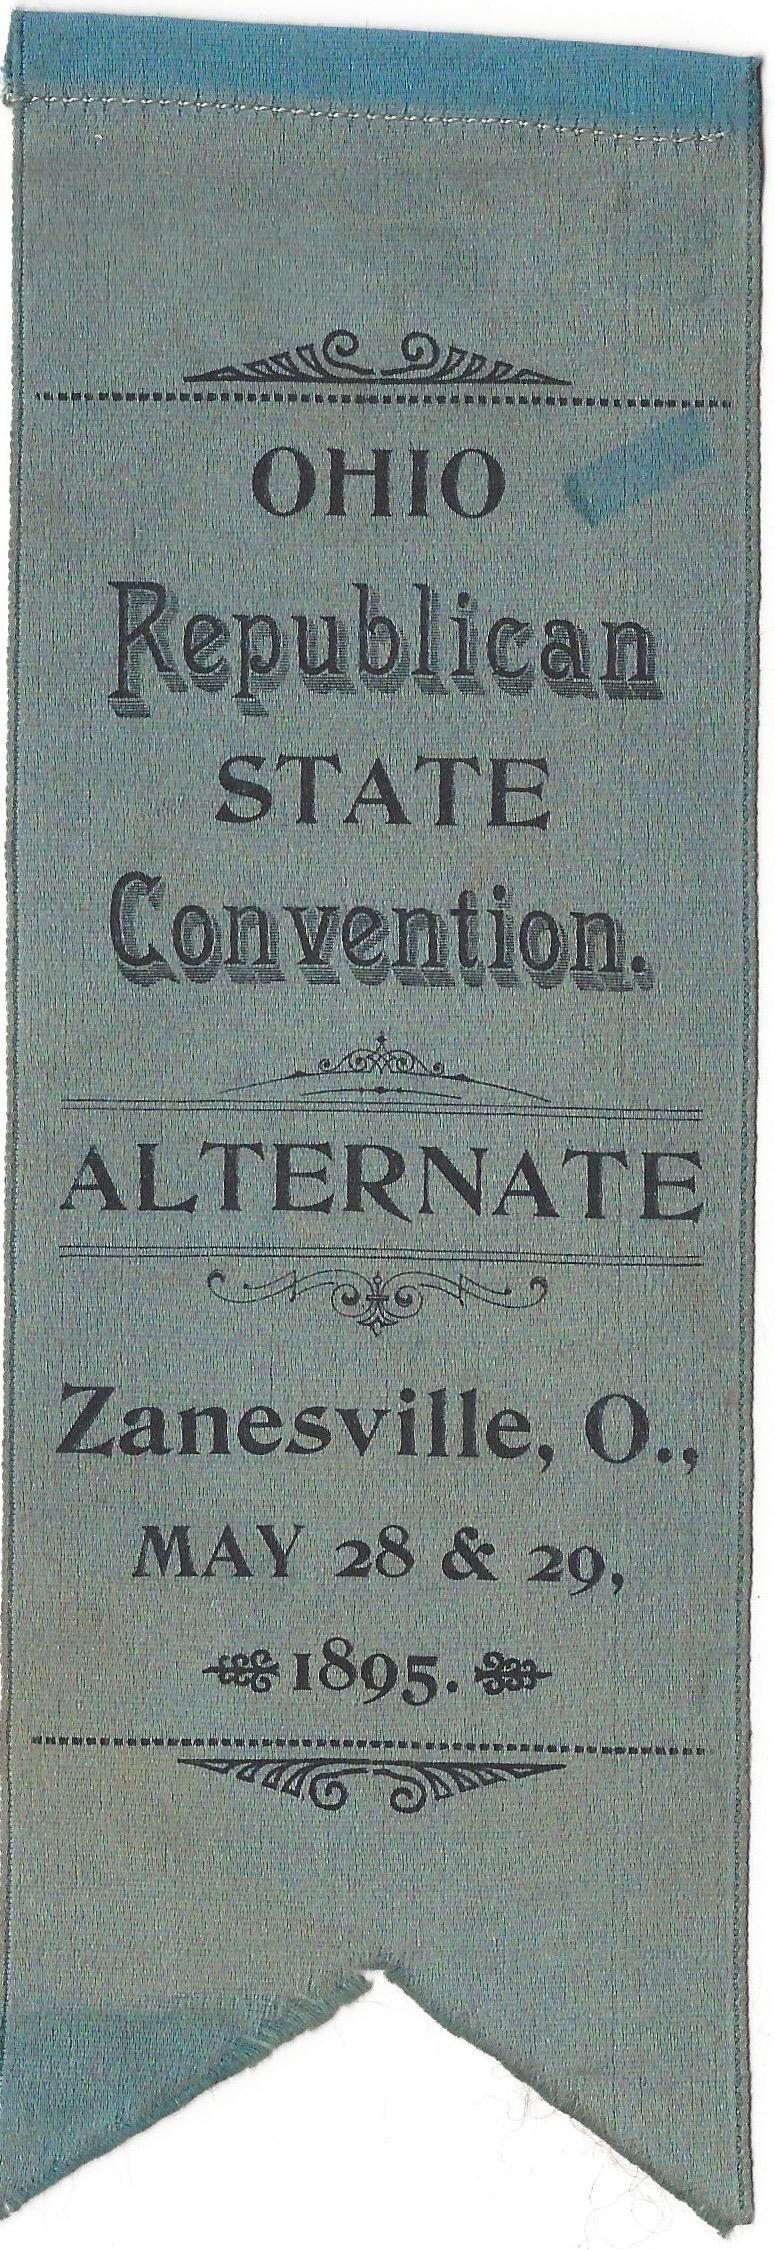 OHIO
Republican
STATE
Convention.
ALTERNATE
Zanesville, O.,
MAY 28 & 29,
1895.